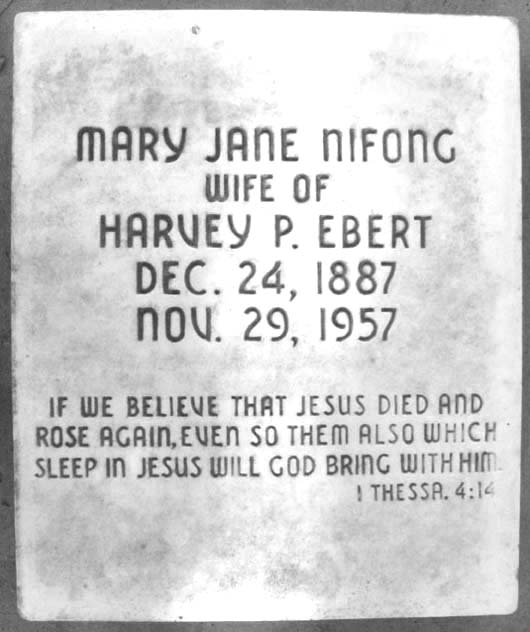 MARY JANE NIFONG
WIFE OF
HARVEY P. EBERT
DEC. 24, 1887
NOV. 29, 1957
IF WE BELIEVE THAT JESUS DIED AND
ROSE AGAIN, EVEN SO THEM ALSO WHICH
SLEEP IN JESUS WILL GOD BRING WITH HIM.
I THESSA. 4:14